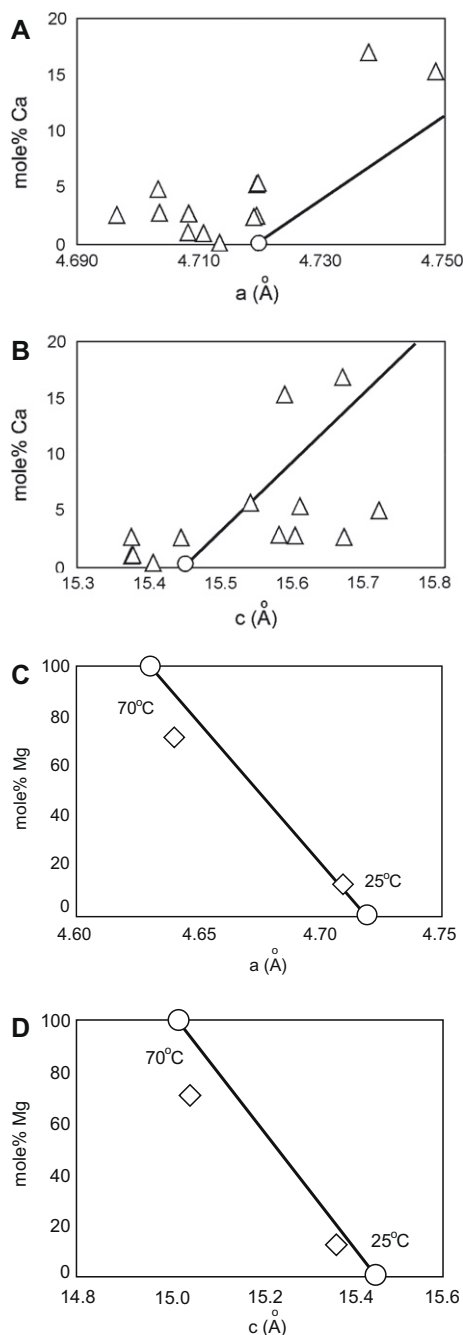 A
mole% Ca
20
15
10
5
0
4.690
4.710
4.730
4.750
a (Å)
B
mole% Ca
20
15
10
5
0
15.3
15.4
15.5
15.6
15.7
15.8
c (Å)
C
mole% Mg
100
80
60
40
20
0
70°C
25°C
4.60
4.65
4.70
4.75
a (Å)
D
mole% Mg
100
80
60
40
20
0
70°C
25°C
14.8
15.0
15.2
15.4
15.6
c (Å)